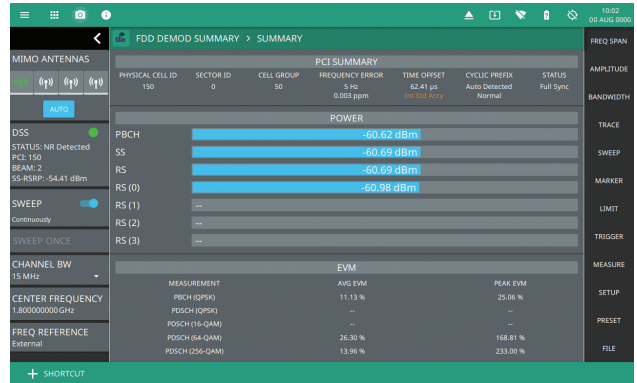 10:02
00 AUG 0000
FDD DEMOD SUMMARY > SUMMARY
MIMO ANTENNAS
AUTO
DSS
STATUS: NR Detected
PCI: 150
BEAM: 2
SS-RSRP: -54.41 dBm
SWEEP
Continuously
SWEEP ONCE
CHANNEL BW
15 MHz
CENTER FREQUENCY
1.800000000 GHz
FREQ REFERENCE
External
PCI SUMMARY
PHYSICAL CELL ID SECTOR ID CELL GROUP FREQUENCY ERROR TIME OFFSET CYCLIC PREFIX STATUS
150 0 50 5 Hz 62.41 µs Auto Detected Full Sync
0.003 ppm Int Std Accy Normal
POWER
PBCH -60.62 dBm
SS -60.69 dBm
RS -60.69 dBm
RS (0) -60.98 dBm
RS (1) --
RS (2) --
RS (3) --
EVM
MEASUREMENT AVG EVM PEAK EVM
PBCH (QPSK) 11.13 % 25.06 %
PDSCH (QPSK) -- --
PDSCH (16-QAM) -- --
PDSCH (64-QAM) 26.30 % 168.81 %
PDSCH (256-QAM) 13.96 % 233.00 %
FREQ SPAN
AMPLITUDE
BANDWIDTH
TRACE
SWEEP
MARKER
LIMIT
TRIGGER
MEASURE
SETUP
PRESET
FILE
+ SHORTCUT